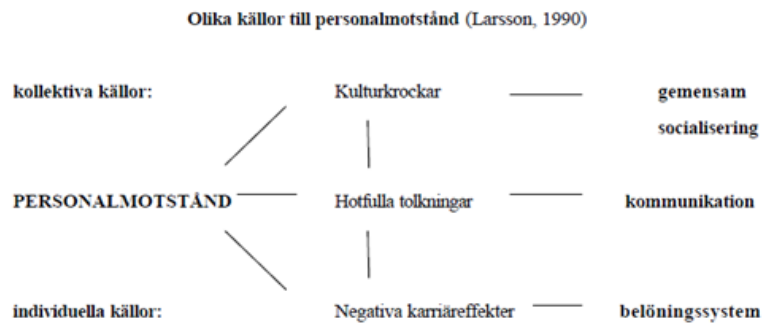 Olika källor till personalmotstånd (Larsson, 1990)
kollektiva källor: Kulturkrockar gemensam
socialisering
PERSONALMOTSTÅND Hotfulla tolkningar kommunikation
individuella källor: Negativa karriäreffekter belöningssystem